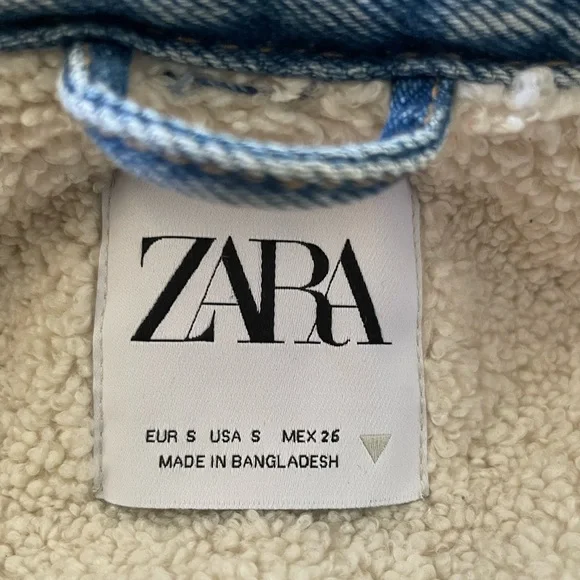 ZARA
EUR S USA S MEX 26
MADE IN BANGLADESH